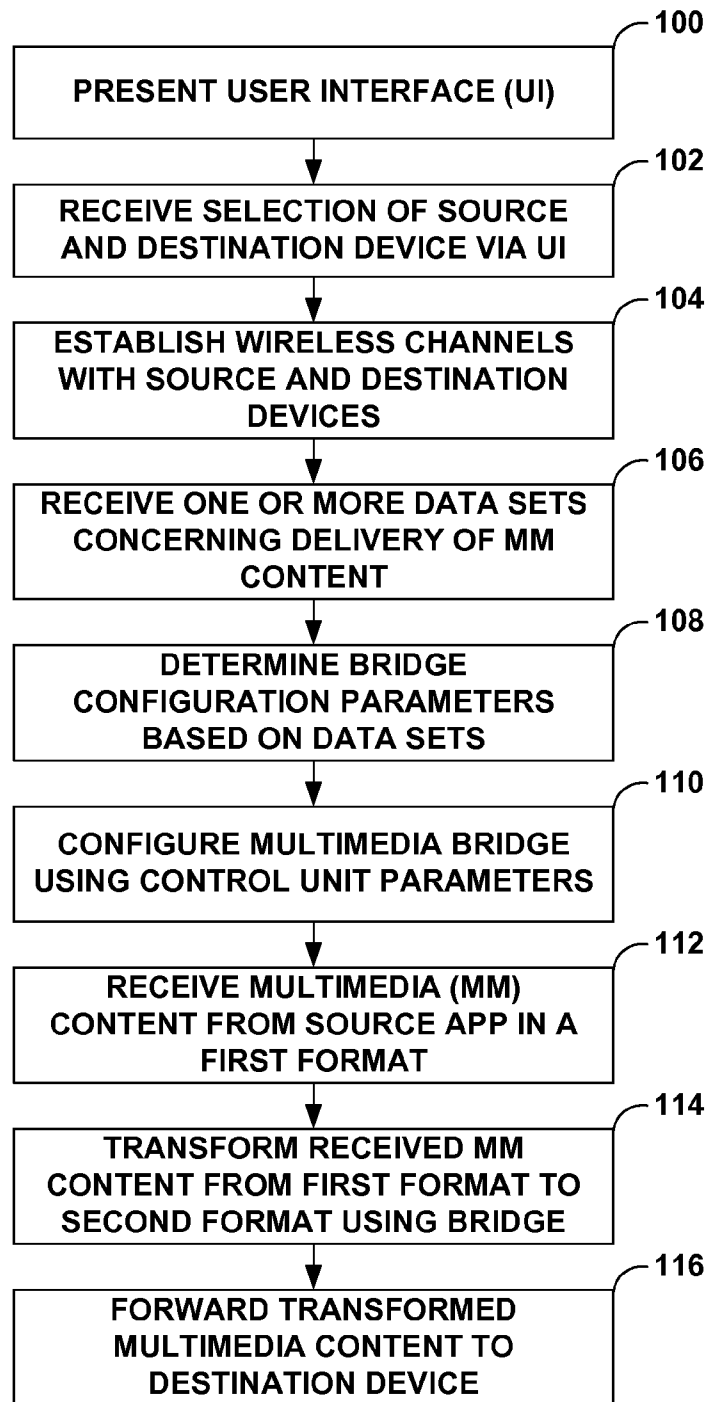 100
PRESENT USER INTERFACE (UI)
102
RECEIVE SELECTION OF SOURCE
AND DESTINATION DEVICE VIA UI
104
ESTABLISH WIRELESS CHANNELS
WITH SOURCE AND DESTINATION
DEVICES
106
RECEIVE ONE OR MORE DATA SETS
CONCERNING DELIVERY OF MM
CONTENT
108
DETERMINE BRIDGE
CONFIGURATION PARAMETERS
BASED ON DATA SETS
110
CONFIGURE MULTIMEDIA BRIDGE
USING CONTROL UNIT PARAMETERS
112
RECEIVE MULTIMEDIA (MM)
CONTENT FROM SOURCE APP IN A
FIRST FORMAT
114
TRANSFORM RECEIVED MM
CONTENT FROM FIRST FORMAT TO
SECOND FORMAT USING BRIDGE
116
FORWARD TRANSFORMED
MULTIMEDIA CONTENT TO
DESTINATION DEVICE